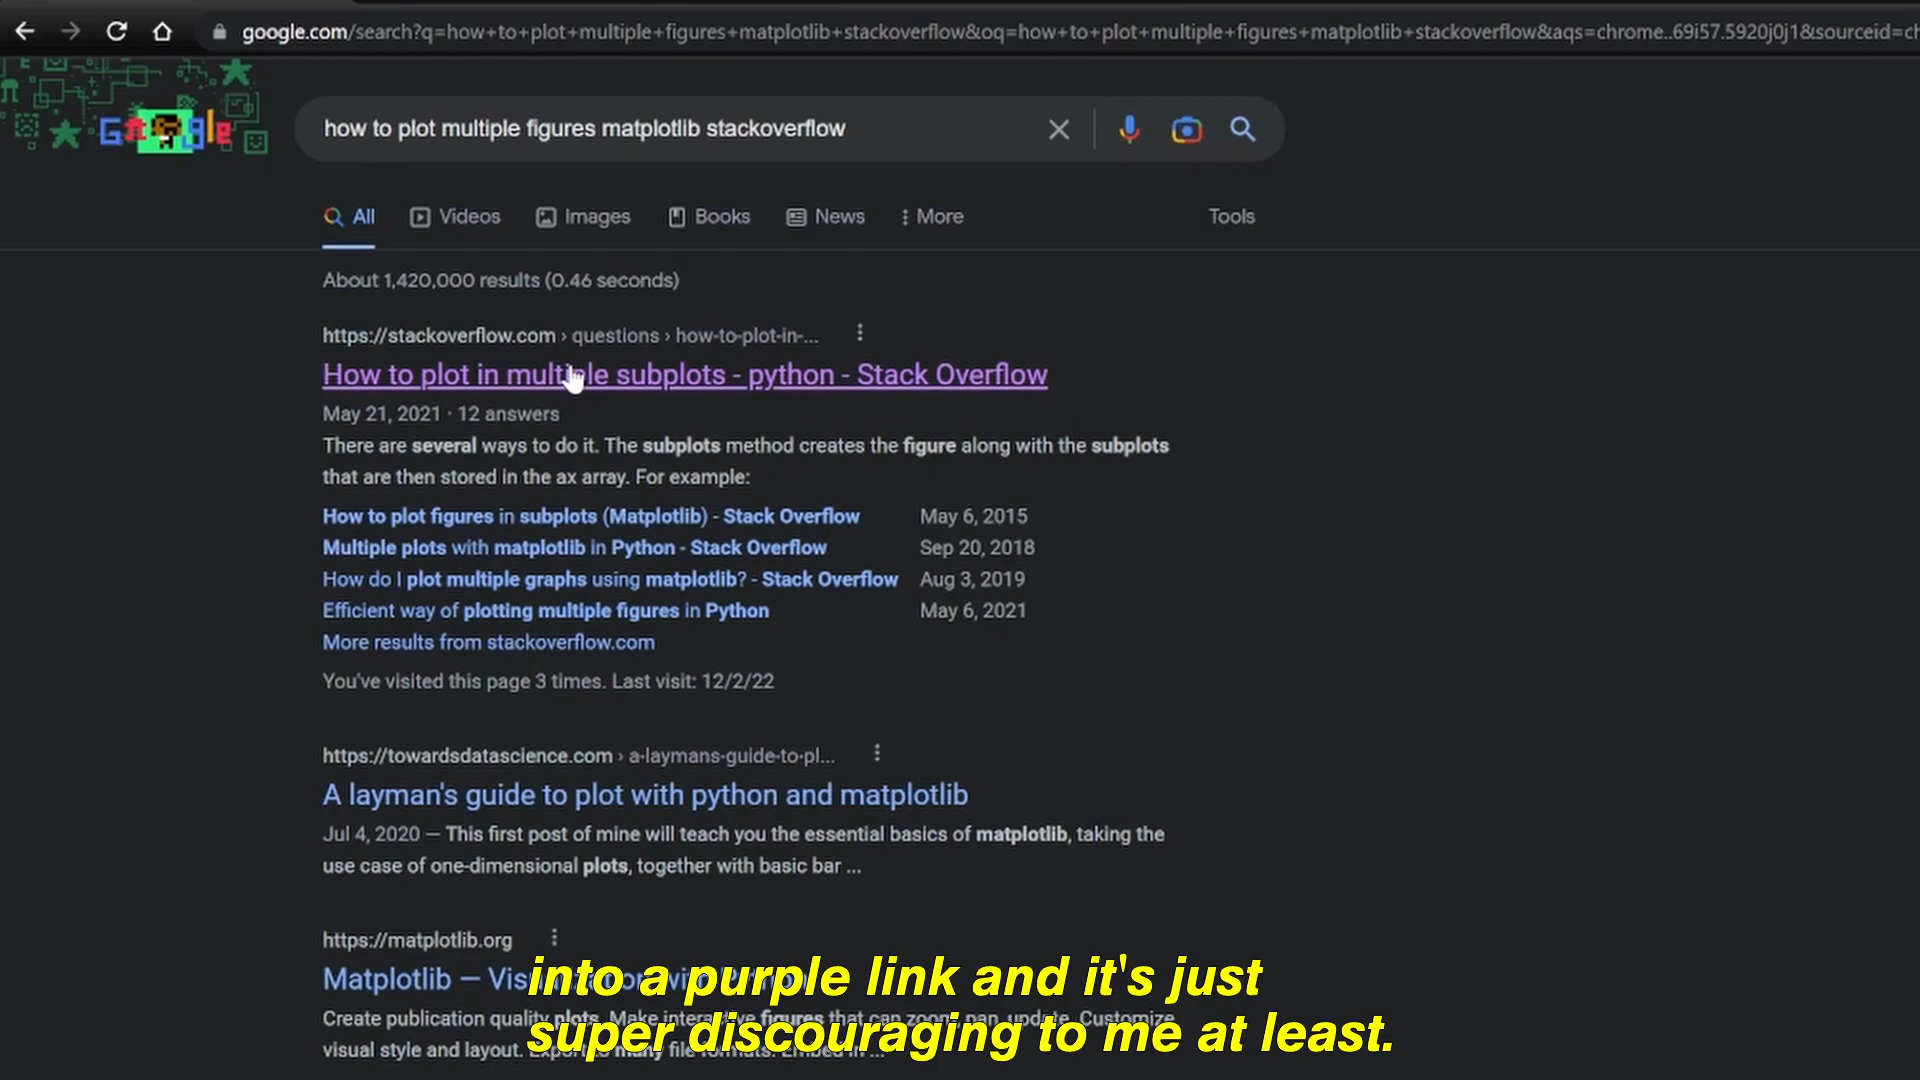 google.com/search?q=how+to+plot+multiple+figures+matplotlib+stackoverflow&oq=how+to+plot+multiple+figures+matplotlib+stackoverflow&aqs=chrome..69i57.5920j0j1&sourceid=ch
Google
how to plot multiple figures matplotlib stackoverflow
All Videos Images Books News More Tools
About 1,420,000 results (0.46 seconds)
https://stackoverflow.com › questions › how-to-plot-in-...
How to plot in multiple subplots - python - Stack Overflow
May 21, 2021 · 12 answers
There are several ways to do it. The subplots method creates the figure along with the subplots
that are then stored in the ax array. For example:
How to plot figures in subplots (Matplotlib) - Stack Overflow May 6, 2015
Multiple plots with matplotlib in Python - Stack Overflow Sep 20, 2018
How do I plot multiple graphs using matplotlib? - Stack Overflow Aug 3, 2019
Efficient way of plotting multiple figures in Python May 6, 2021
More results from stackoverflow.com
You've visited this page 3 times. Last visit: 12/2/22
https://towardsdatascience.com › a-laymans-guide-to-pl...
A layman's guide to plot with python and matplotlib
Jul 4, 2020 — This first post of mine will teach you the essential basics of matplotlib, taking the
use case of one-dimensional plots, together with basic bar ...
https://matplotlib.org
Matplotlib — Visualization with Python
into a purple link and it's just
Create publication quality plots. Make interactive figures that can zoom, pan, update. Customize
super discouraging to me at least.
visual style and layout. Export to many file formats. Embed in ...